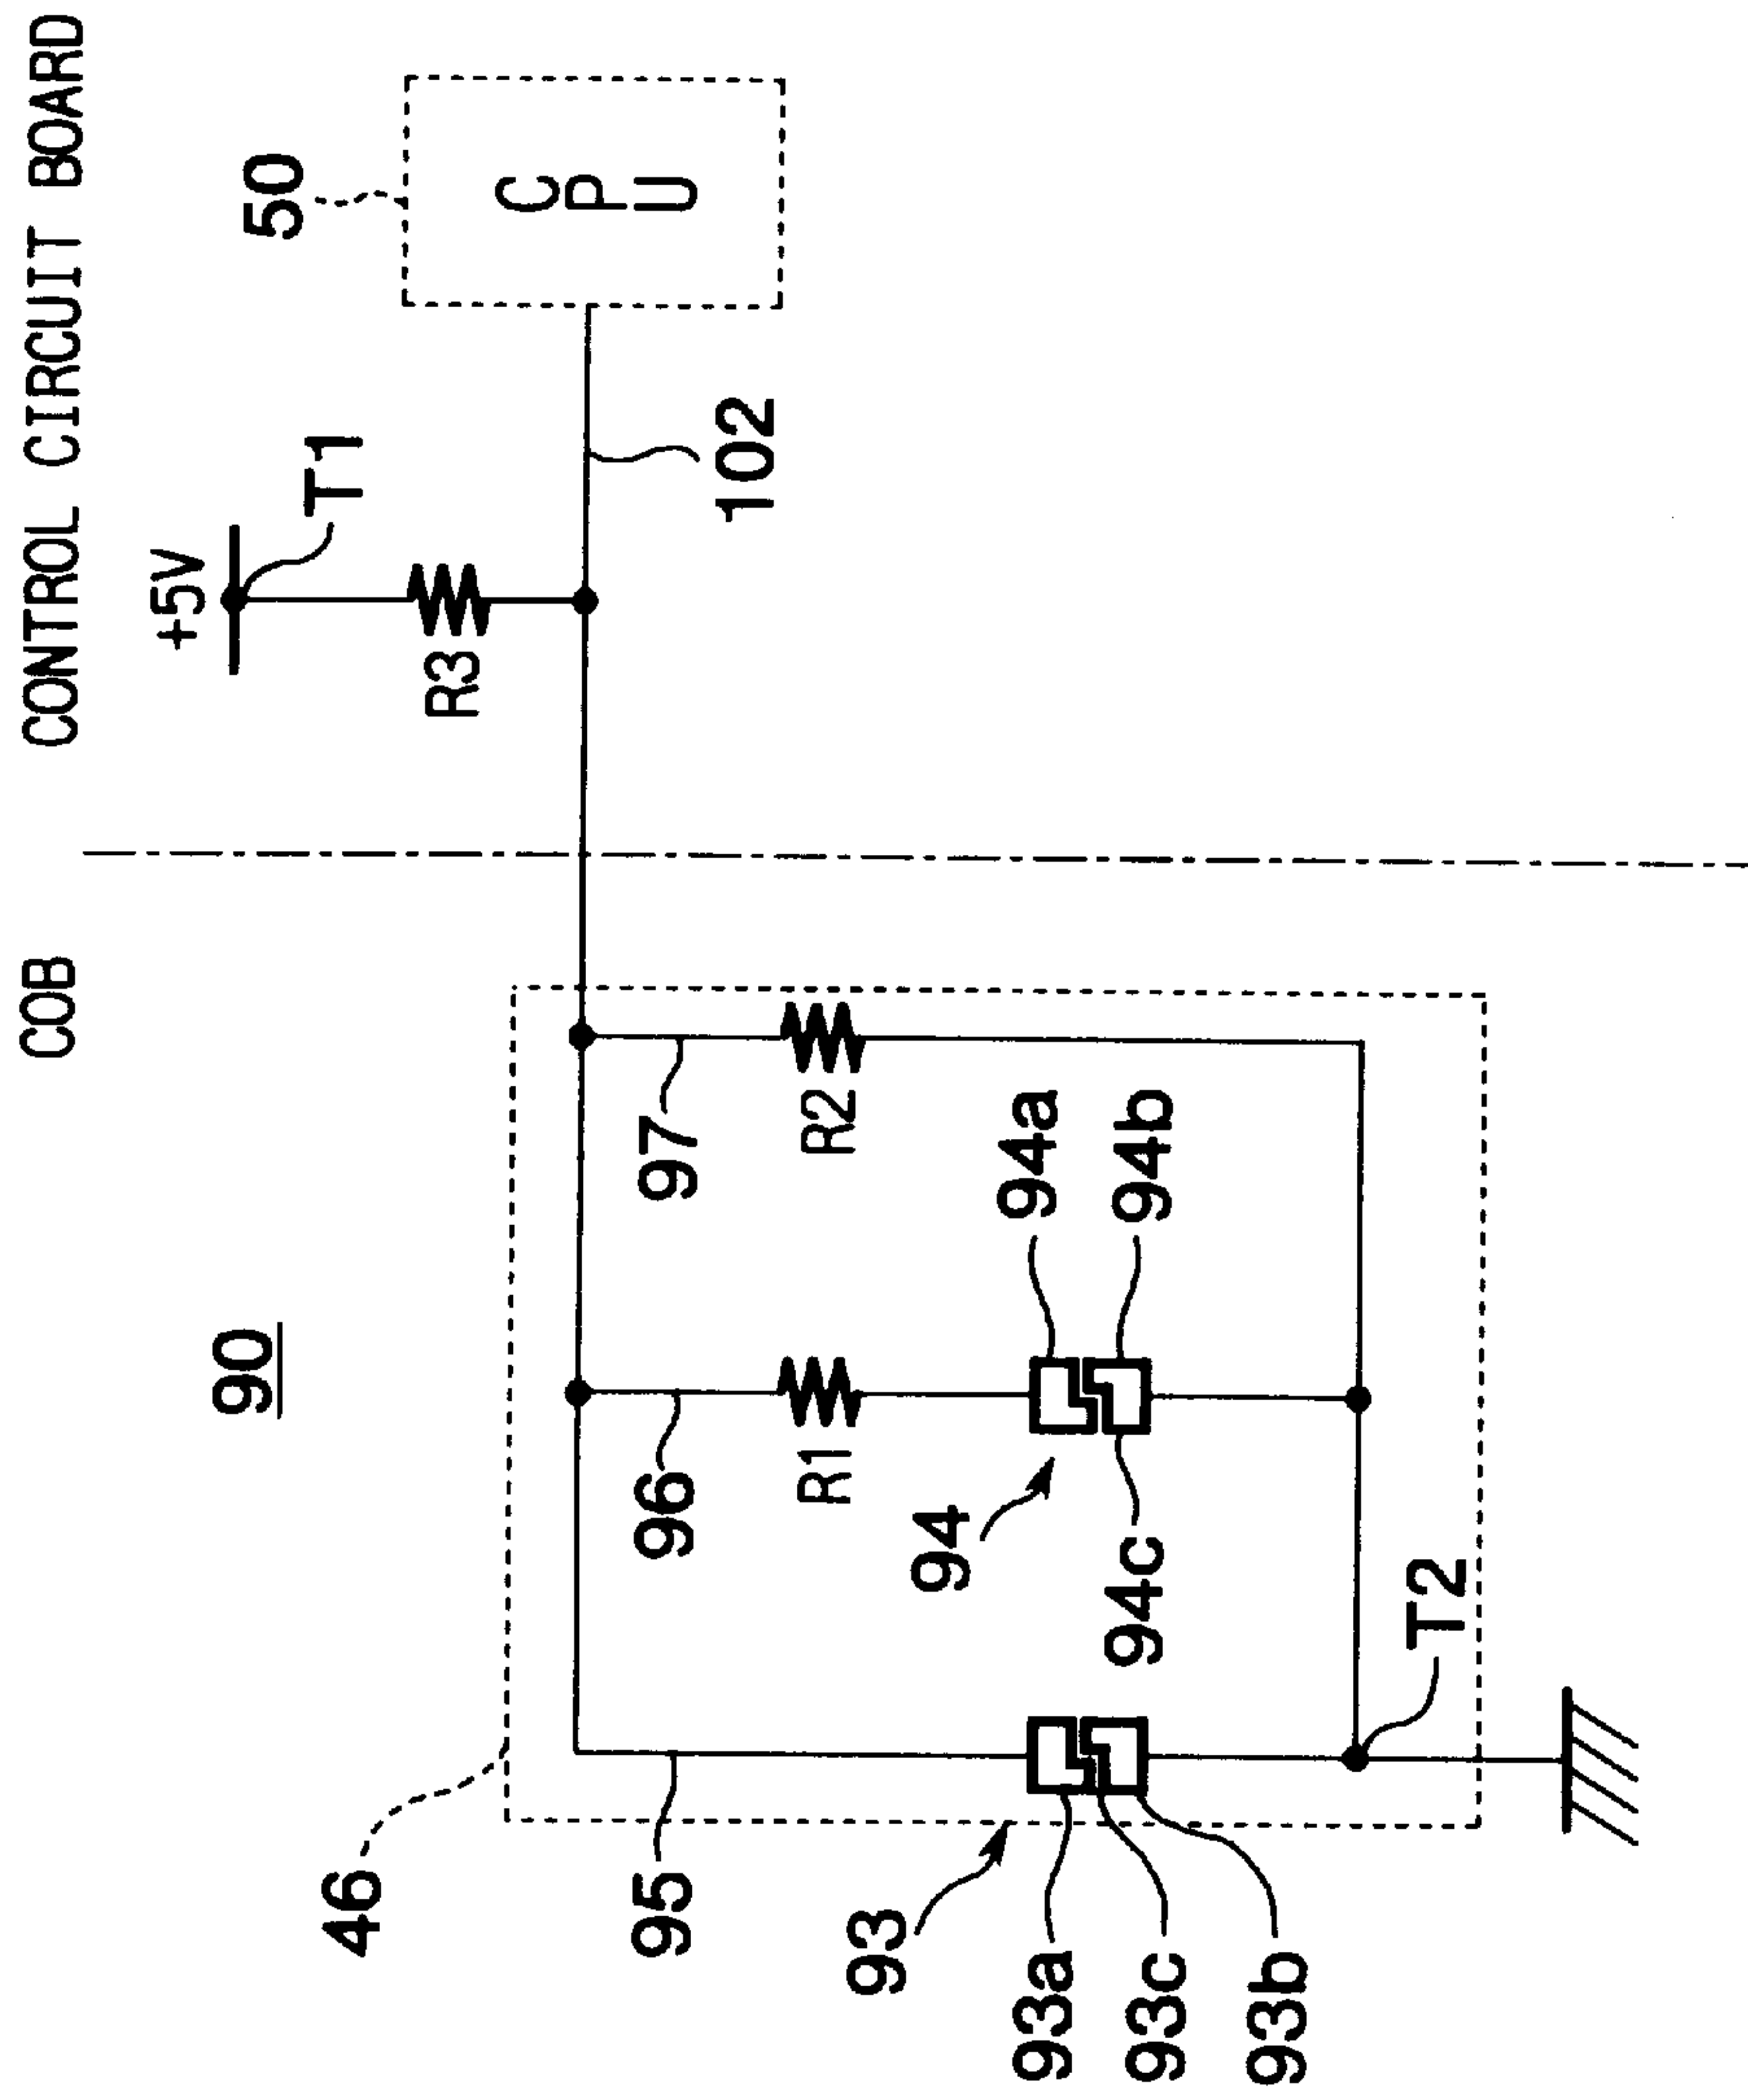 COB
CONTROL CIRCUIT BOARD
+5V
90
50
T1
46
CPU
R3
95
96
97
102
R1
R2
93
94
93a
94a
93c
94c
94b
93b
T2